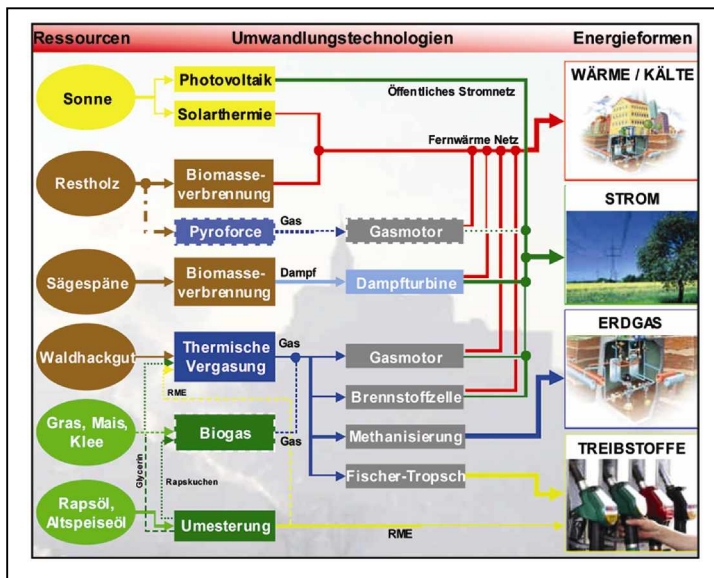 Ressourcen
Umwandlungstechnologien
Energieformen
Sonne
Photovoltaik
Solarthermie
Öffentliches Stromnetz
WÄRME / KÄLTE
Fernwärme Netz
Restholz
Biomasse-
verbrennung
Pyroforce
Gas
Gasmotor
STROM
Sägespäne
Biomasse-
verbrennung
Dampf
Dampfturbine
Waldhackgut
Thermische
Vergasung
Gas
Gasmotor
ERDGAS
RME
Brennstoffzelle
Gras, Mais,
Klee
Biogas
Gas
Methanisierung
Glycerin
Rapskuchen
Fischer-Tropsch
TREIBSTOFFE
Rapsöl,
Altspeiseöl
Umesterung
RME